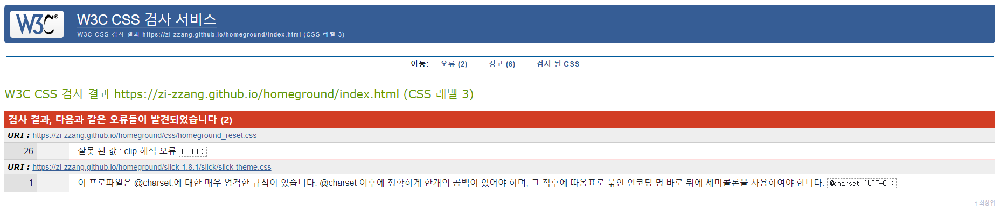 W3C®
W3C CSS 검사 서비스
W3C CSS 검사 결과 https://zi-zzang.github.io/homeground/index.html (CSS 레벨 3)
이동: 오류 (2) 경고 (6) 검사 된 CSS
W3C CSS 검사 결과 https://zi-zzang.github.io/homeground/index.html (CSS 레벨 3)
검사 결과, 다음과 같은 오류들이 발견되었습니다 (2)
URI : https://zi-zzang.github.io/homeground/css/homeground_reset.css
26 잘못 된 값 : clip 해석 오류 0 0 0)
URI : https://zi-zzang.github.io/homeground/slick-1.8.1/slick/slick-theme.css
1 이 프로파일은 @charset:에 대한 매우 엄격한 규칙이 있습니다. @charset 이후에 정확하게 한개의 공백이 있어야 하며, 그 직후에 따옴표로 묶인 인코딩 명 바로 뒤에 세미콜론을 사용하여야 합니다. @charset 'UTF-8';
↑ 최상위